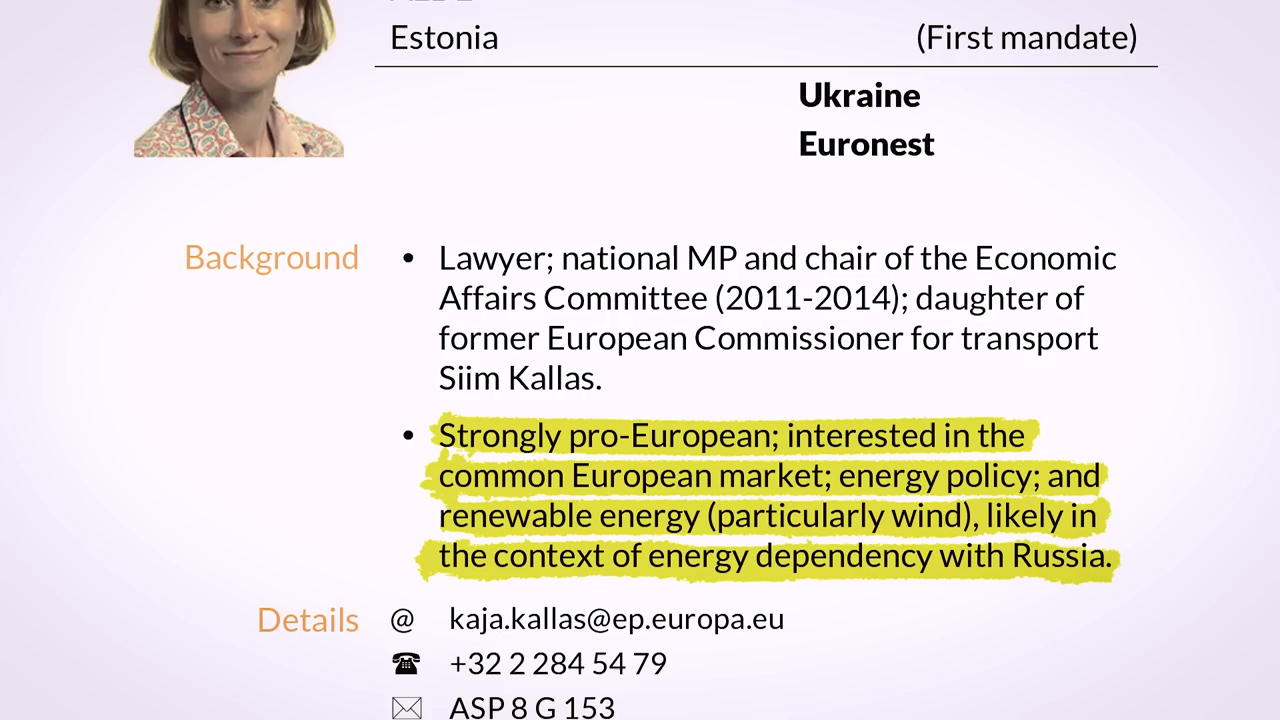 Estonia (First mandate)
Ukraine
Euronest
Background • Lawyer; national MP and chair of the Economic
Affairs Committee (2011-2014); daughter of
former European Commissioner for transport
Siim Kallas.
• Strongly pro-European; interested in the
common European market; energy policy; and
renewable energy (particularly wind), likely in
the context of energy dependency with Russia.
Details @ kaja.kallas@ep.europa.eu
+32 2 284 54 79
ASP 8 G 153